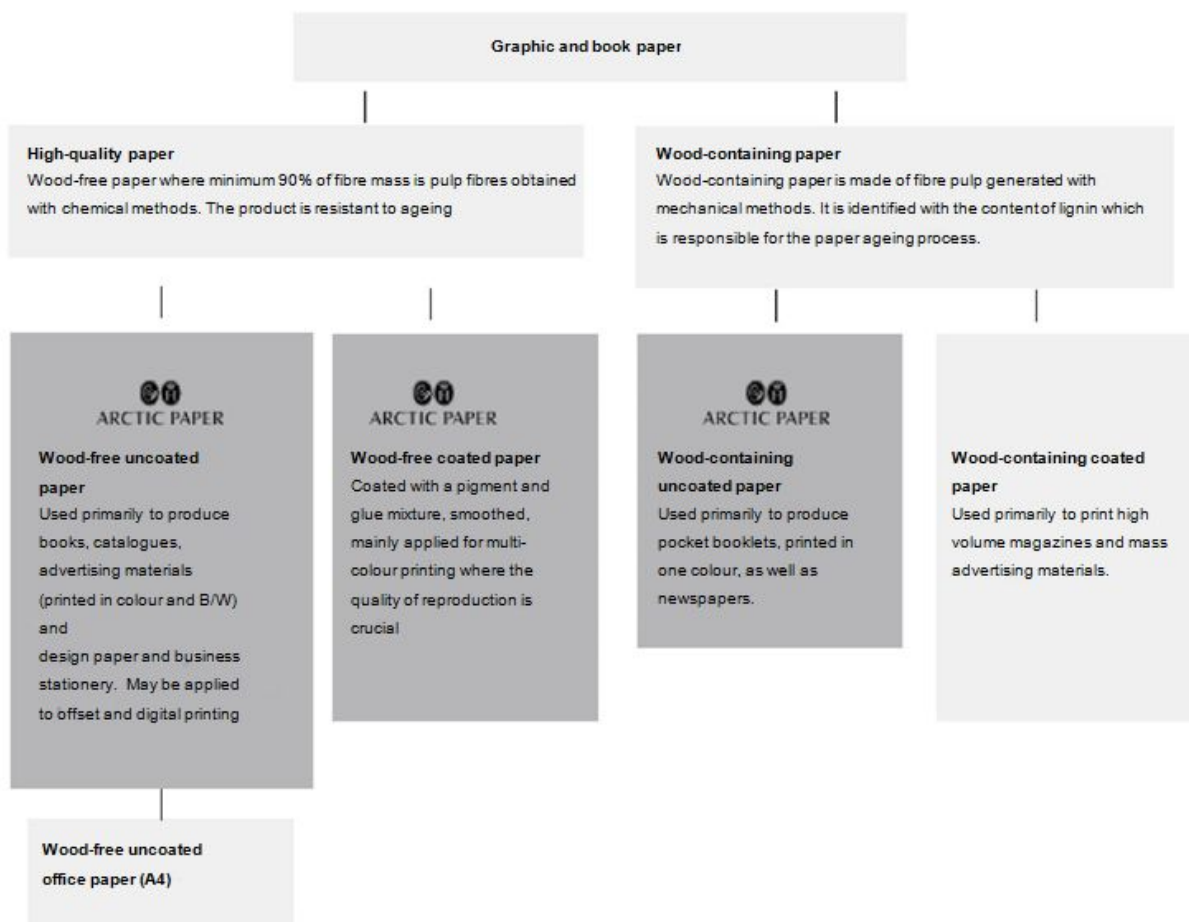 Graphic and book paper
High-quality paper
Wood-free paper where minimum 90% of fibre mass is pulp fibres obtained
with chemical methods. The product is resistant to ageing
Wood-containing paper
Wood-containing paper is made of fibre pulp generated with
mechanical methods. It is identified with the content of lignin which
is responsible for the paper ageing process.
ARCTIC PAPER
Wood-free uncoated
paper
Used primarily to produce
books, catalogues,
advertising materials
(printed in colour and B/W)
and
design paper and business
stationery. May be applied
to offset and digital printing
ARCTIC PAPER
Wood-free coated paper
Coated with a pigment and
glue mixture, smoothed,
mainly applied for multi-
colour printing where the
quality of reproduction is
crucial
ARCTIC PAPER
Wood-containing
uncoated paper
Used primarily to produce
pocket booklets, printed in
one colour, as well as
newspapers.
Wood-containing coated
paper
Used primarily to print high
volume magazines and mass
advertising materials.
Wood-free uncoated
office paper (A4)